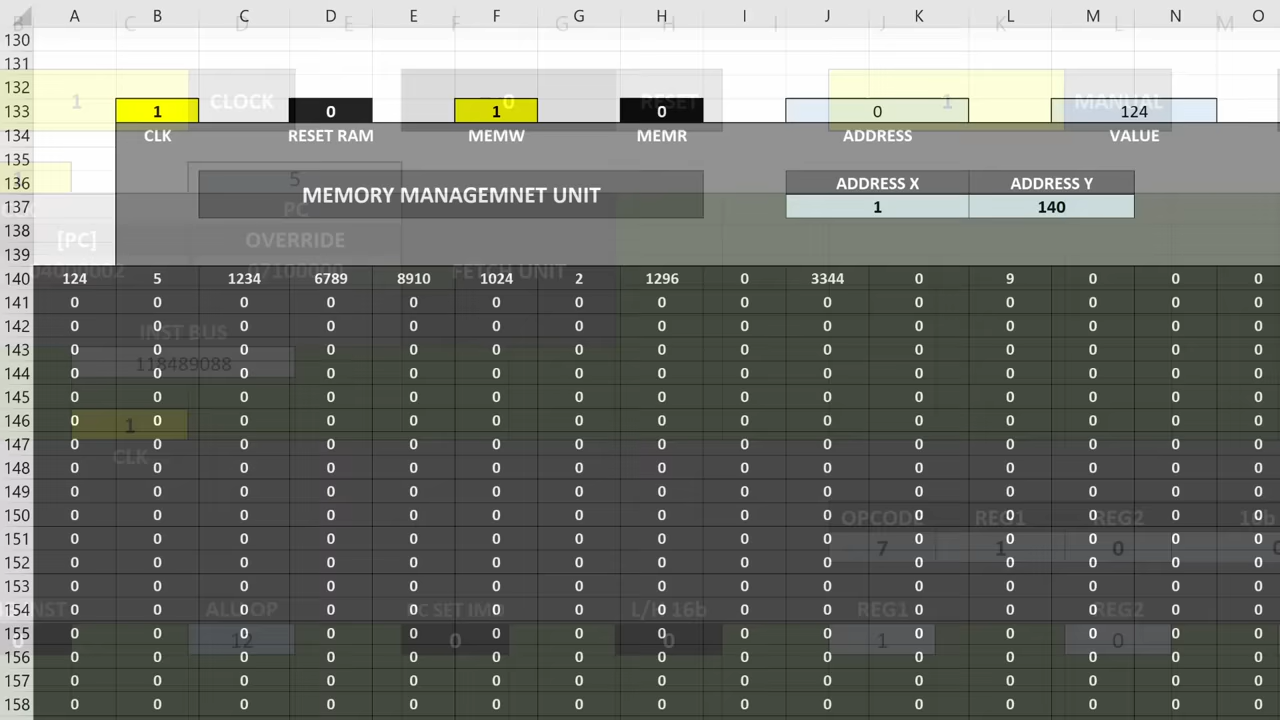 A B C D E F G H I J K L M N O
B C D E F G H J K L M
130
131
132
1 CLOCK 0 RESET 1 MANUAL
133 1 0 1 0 0 124
134 CLK RESET RAM MEMW MEMR ADDRESS VALUE
135
5
136 MEMORY MANAGEMNET UNIT ADDRESS X ADDRESS Y
137 1 140
PC
138
[PC] OVERRIDE
139
07100000 FETCH UNIT
140 124 5 1234 6789 8910 1024 2 1296 0 3344 0 9 0 0 0
141 0 0 0 0 0 0 0 0 0 0 0 0 0 0 0
142 0 0 0 0 0 0 0 0 0 0 0 0 0 0 0
INST BUS
143 0 0 0 0 0 0 0 0 0 0 0 0 0 0 0
118489088
144 0 0 0 0 0 0 0 0 0 0 0 0 0 0 0
145 0 0 0 0 0 0 0 0 0 0 0 0 0 0 0
146 0 0 0 0 0 0 0 0 0 0 0 0 0 0 0
1
147 0 0 0 0 0 0 0 0 0 0 0 0 0 0 0
CLK
148 0 0 0 0 0 0 0 0 0 0 0 0 0 0 0
149 0 0 0 0 0 0 0 0 0 0 0 0 0 0 0
150 0 0 0 0 0 0 0 0 0 0 0 0 0 0 0
OPCODE REG1 REG2
151 0 0 0 0 0 0 0 0 0 0 0 0 0 0 0
7 1 0
152 0 0 0 0 0 0 0 0 0 0 0 0 0 0 0
153 0 0 0 0 0 0 0 0 0 0 0 0 0 0 0
154 0 0 0 0 0 0 0 0 0 0 0 0 0 0 0
ALU OP L/H 16b REG1 REG2
155 0 0 0 0 0 0 0 0 0 0 0 0 0 0 0
12 0 0 1 0
156 0 0 0 0 0 0 0 0 0 0 0 0 0 0 0
157 0 0 0 0 0 0 0 0 0 0 0 0 0 0 0
158 0 0 0 0 0 0 0 0 0 0 0 0 0 0 0